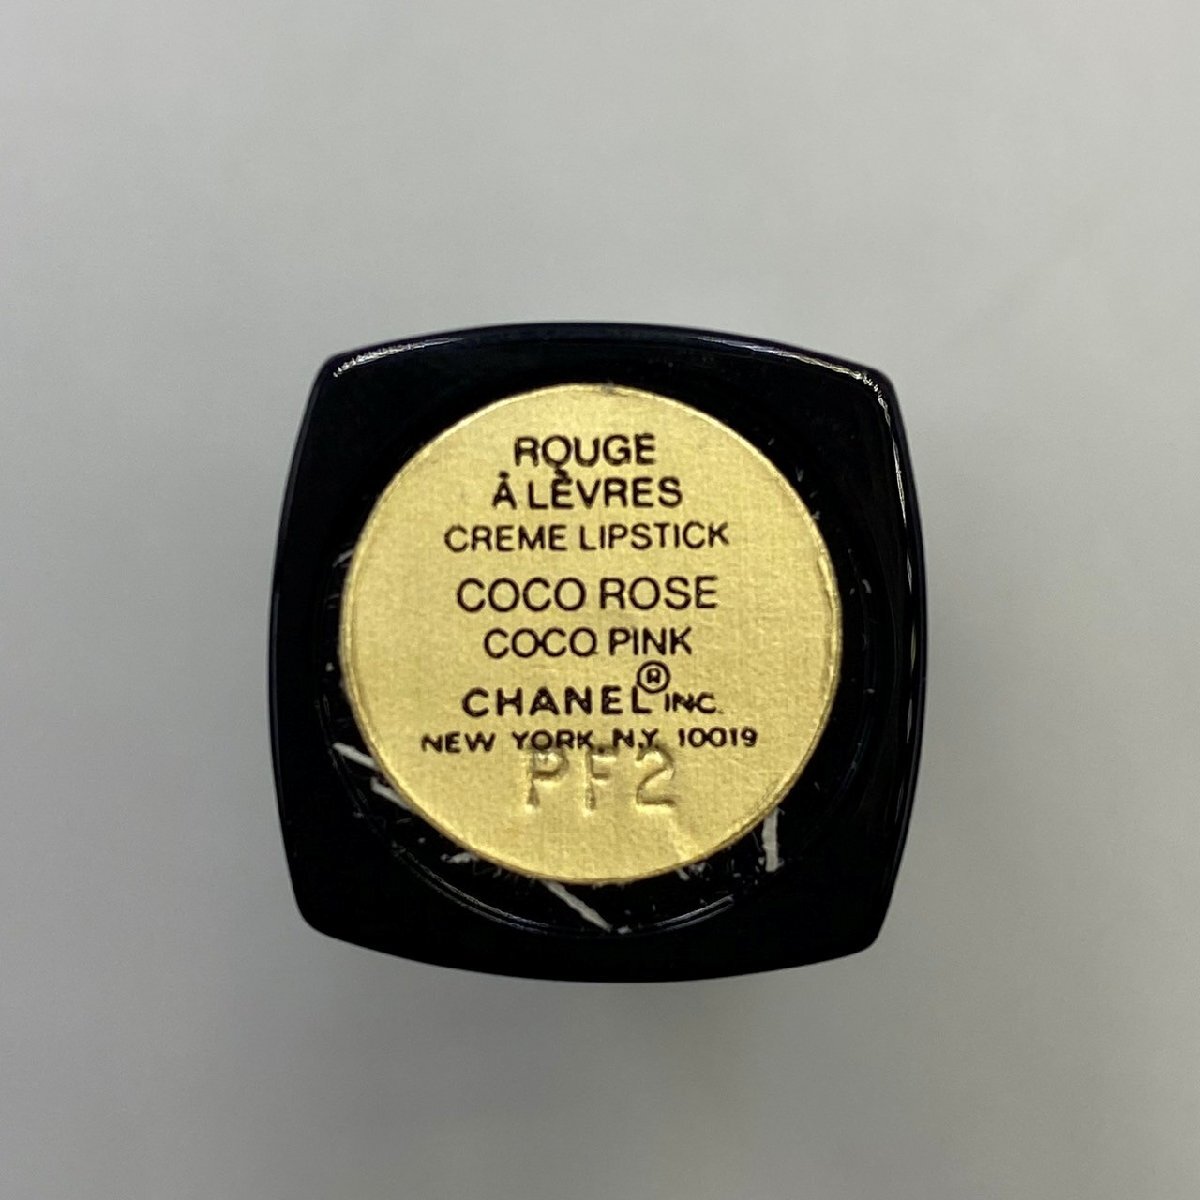 ROUGE
À LÈVRES
CREME LIPSTICK
COCO ROSE
COCO PINK
CHANEL® INC.
NEW YORK, N.Y. 10019
PF2